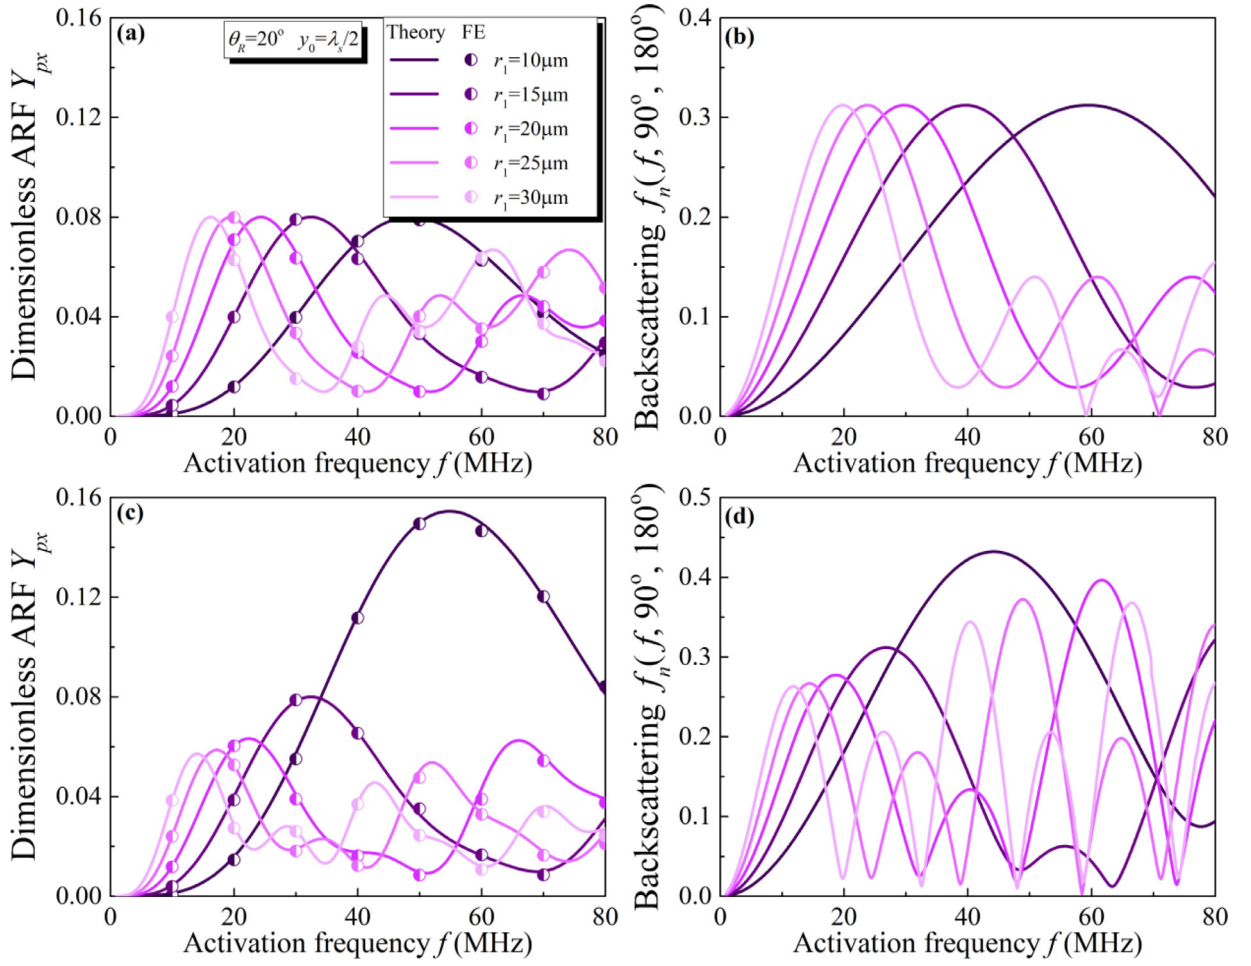 (a)
θR=20° y0=λs/2
Theory FE
r1=10μm
r1=15μm
r1=20μm
r1=25μm
r1=30μm
Dimensionless ARF Ypx
0.16
0.12
0.08
0.04
0.00
0 20 40 60 80
Activation frequency f (MHz)
(b)
Backscattering fn(f, 90°, 180°)
0.4
0.3
0.2
0.1
0.0
0 20 40 60 80
Activation frequency f (MHz)
(c)
Dimensionless ARF Ypx
0.16
0.12
0.08
0.04
0.00
0 20 40 60 80
Activation frequency f (MHz)
(d)
Backscattering fn(f, 90°, 180°)
0.5
0.4
0.3
0.2
0.1
0.0
0 20 40 60 80
Activation frequency f (MHz)